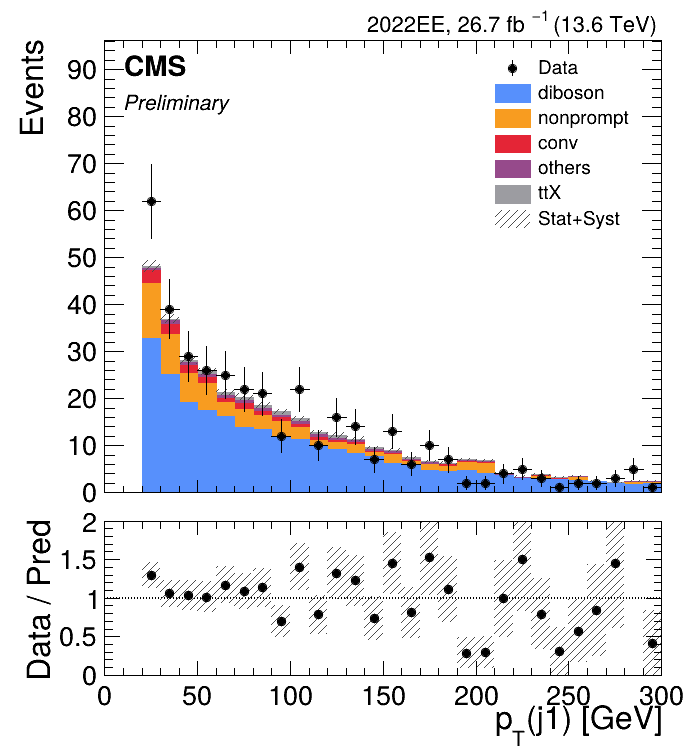 2022EE, 26.7 fb⁻¹ (13.6 TeV)
CMS
Preliminary
Events
90
80
70
60
50
40
30
20
10
0
Data
diboson
nonprompt
conv
others
ttX
Stat+Syst
Data / Pred
2
1.5
1
0.5
0
0 50 100 150 200 250 300
p_T(j1) [GeV]